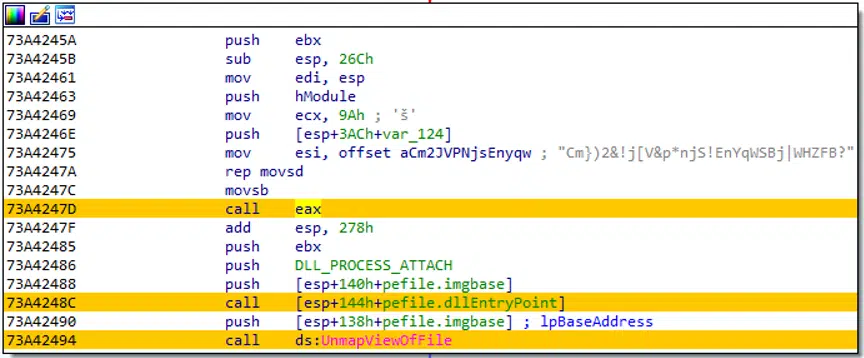 73A4245A push ebx
73A4245B sub esp, 26Ch
73A42461 mov edi, esp
73A42463 push hModule
73A42469 mov ecx, 9Ah ; 'š'
73A4246E push [esp+3ACh+var_124]
73A42475 mov esi, offset aCm2JVPNjsEnyqw ; "Cm})2&!j[V&p*njS!EnYqWSBj|WHZFB?"
73A4247A rep movsd
73A4247C movsb
73A4247D call eax
73A4247F add esp, 278h
73A42485 push ebx
73A42486 push DLL_PROCESS_ATTACH
73A42488 push [esp+140h+pefile.imgbase]
73A4248C call [esp+144h+pefile.dllEntryPoint]
73A42490 push [esp+138h+pefile.imgbase] ; lpBaseAddress
73A42494 call ds:UnmapViewOfFile